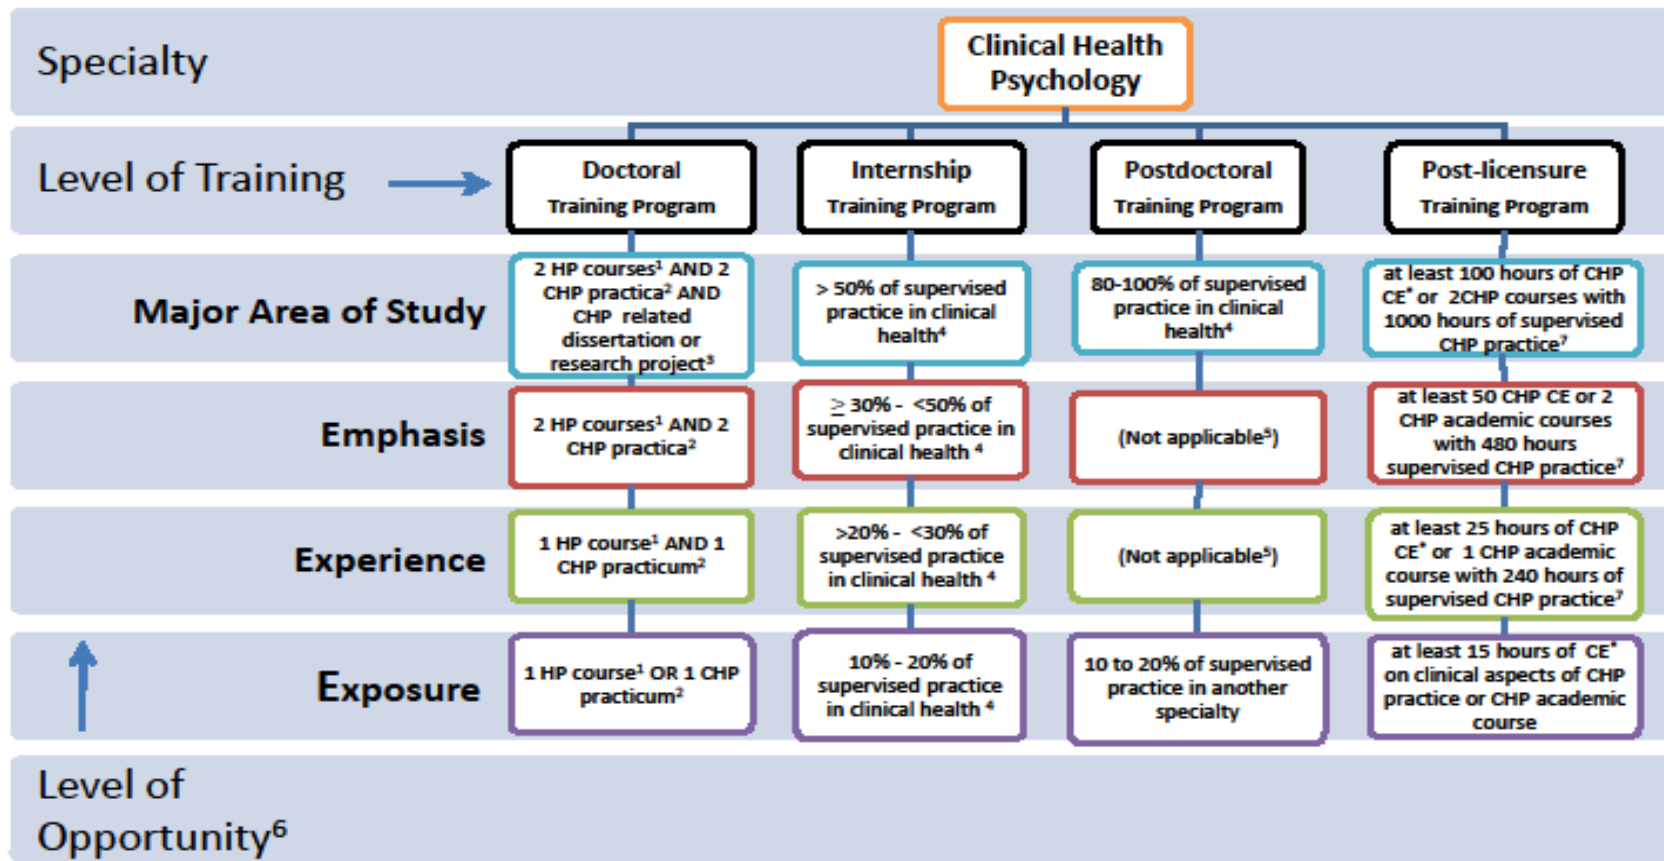 Specialty
Clinical Health
Psychology
Level of Training
Doctoral
Training Program
Internship
Training Program
Postdoctoral
Training Program
Post-licensure
Training Program
Major Area of Study
2 HP courses¹ AND 2
CHP practica² AND
CHP related
dissertation or
research project³
> 50% of supervised
practice in clinical
health⁴
80-100% of supervised
practice in clinical
health⁴
at least 100 hours of CHP
CE* or 2CHP courses with
1000 hours of supervised
CHP practice⁷
Emphasis
2 HP courses¹ AND 2
CHP practica²
≥ 30% - <50% of
supervised practice in
clinical health ⁴
(Not applicable⁵)
at least 50 CHP CE or 2
CHP academic courses
with 480 hours
supervised CHP practice⁷
Experience
1 HP course¹ AND 1
CHP practicum²
>20% - <30% of
supervised practice
in clinical health ⁴
(Not applicable⁵)
at least 25 hours of CHP
CE* or 1 CHP academic
course with 240 hours of
supervised CHP practice⁷
Exposure
1 HP course¹ OR 1 CHP
practicum²
10% - 20% of
supervised practice
in clinical health ⁴
10 to 20% of supervised
practice in another
specialty
at least 15 hours of CE*
on clinical aspects of CHP
practice or CHP academic
course
Level of
Opportunity⁶